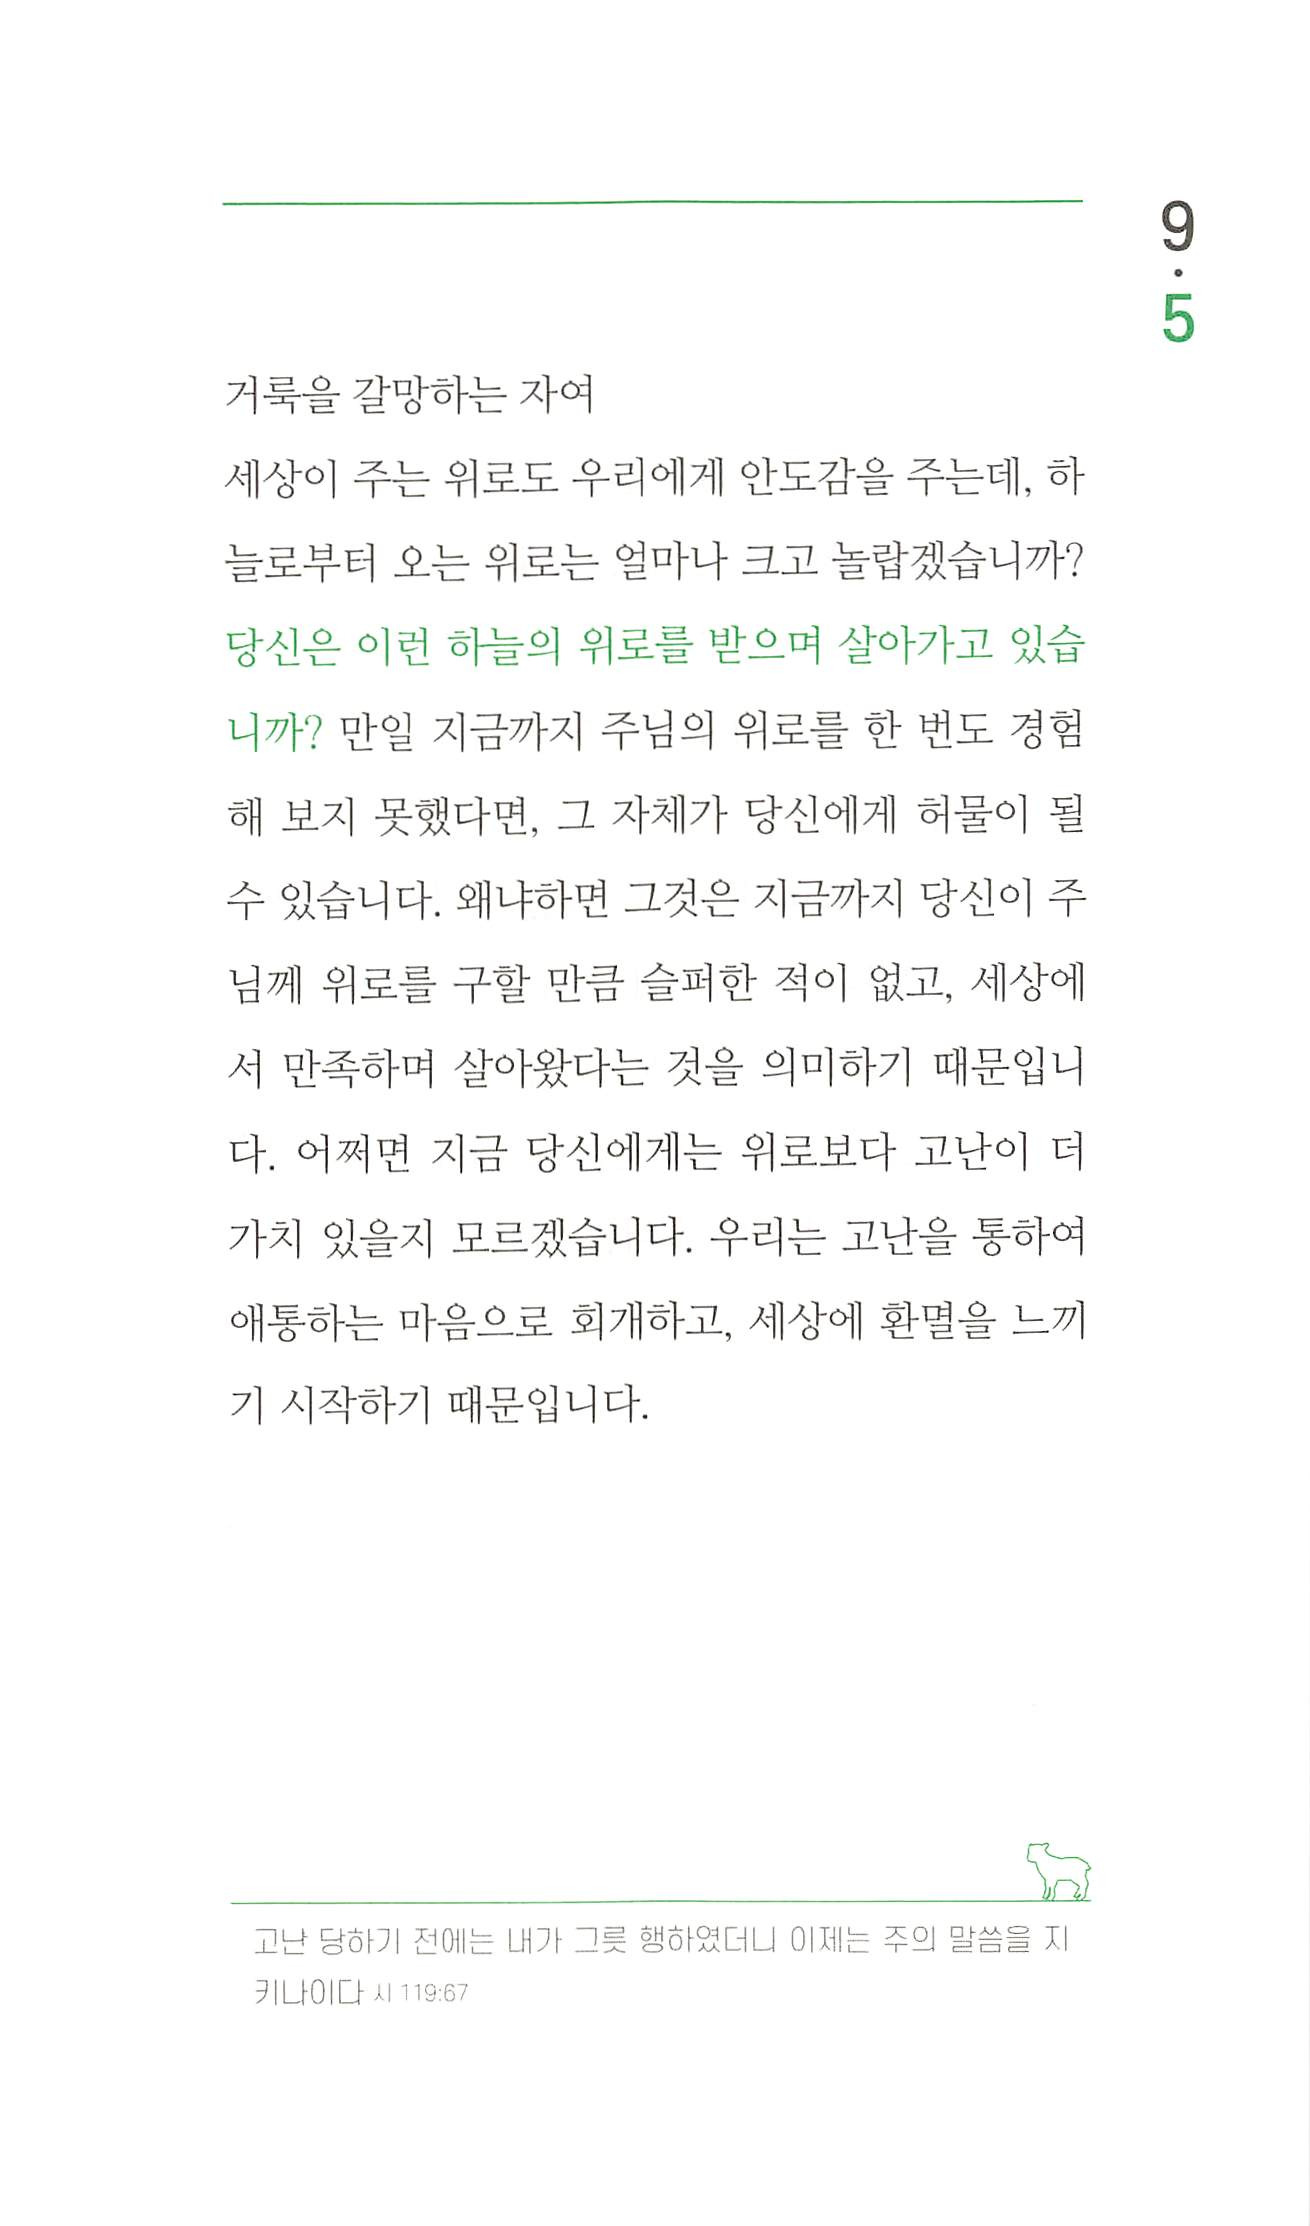 9
·
5
거룩을 갈망하는 자여
세상이 주는 위로도 우리에게 안도감을 주는데, 하
늘로부터 오는 위로는 얼마나 크고 놀랍겠습니까?
당신은 이런 하늘의 위로를 받으며 살아가고 있습
니까? 만일 지금까지 주님의 위로를 한 번도 경험
해 보지 못했다면, 그 자체가 당신에게 허물이 될
수 있습니다. 왜냐하면 그것은 지금까지 당신이 주
님께 위로를 구할 만큼 슬퍼한 적이 없고, 세상에
서 만족하며 살아왔다는 것을 의미하기 때문입니
다. 어쩌면 지금 당신에게는 위로보다 고난이 더
가치 있을지 모르겠습니다. 우리는 고난을 통하여
애통하는 마음으로 회개하고, 세상에 환멸을 느끼
기 시작하기 때문입니다.
고난 당하기 전에는 내가 그릇 행하였더니 이제는 주의 말씀을 지
키나이다 시 119:67